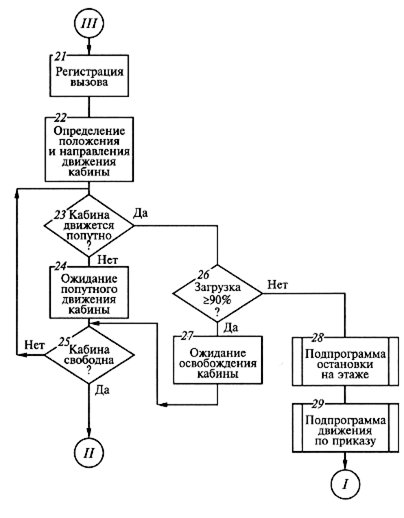 III
21
Регистрация
вызова
22
Определение
положения
и направления
движения
кабины
23 Кабина
движется
попутно
?
Да
Нет
24
Ожидание
попутного
движения
кабины
25 Кабина
свободна
?
Нет
Да
II
26
Загрузка
≥90%
?
Нет
Да
27
Ожидание
освобождения
кабины
28
Подпрограмма
остановки
на этаже
29
Подпрограмма
движения
по приказу
I